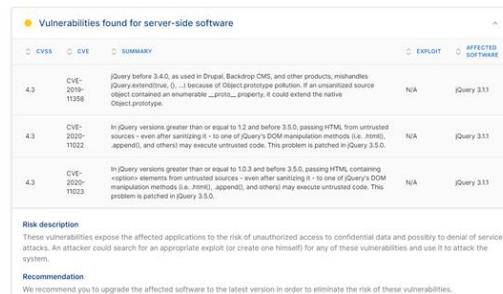 Vulnerabilities found for server-side software
CVSS CVE SUMMARY EXPLOIT AFFECTED
SOFTWARE
4.3
CVE-
2019-
11358
jQuery before 3.4.0, as used in Drupal, Backdrop CMS, and other products, mishandles
jQuery.extend(true, {}, ...) because of Object.prototype pollution. If an unsanitized source
object contained an enumerable __proto__ property, it could extend the native
Object.prototype.
N/A
jQuery 3.1.1
4.3
CVE-
2020-
11022
In jQuery versions greater than or equal to 1.2 and before 3.5.0, passing HTML from untrusted
sources - even after sanitizing it - to one of jQuery's DOM manipulation methods (i.e. .html(),
.append(), and others) may execute untrusted code. This problem is patched in jQuery 3.5.0.
N/A
jQuery 3.1.1
4.3
CVE-
2020-
11023
In jQuery versions greater than or equal to 1.0.3 and before 3.5.0, passing HTML containing
<option> elements from untrusted sources - even after sanitizing it - to one of jQuery's DOM
manipulation methods (i.e. .html(), .append(), and others) may execute untrusted code. This
problem is patched in jQuery 3.5.0.
N/A
jQuery 3.1.1
Risk description
These vulnerabilities expose the affected applications to the risk of unauthorized access to confidential data and possibly to denial of service
attacks. An attacker could search for an appropriate exploit (or create one himself) for any of these vulnerabilities and use it to attack the
system.
Recommendation
We recommend you to upgrade the affected software to the latest version in order to eliminate the risk of these vulnerabilities.